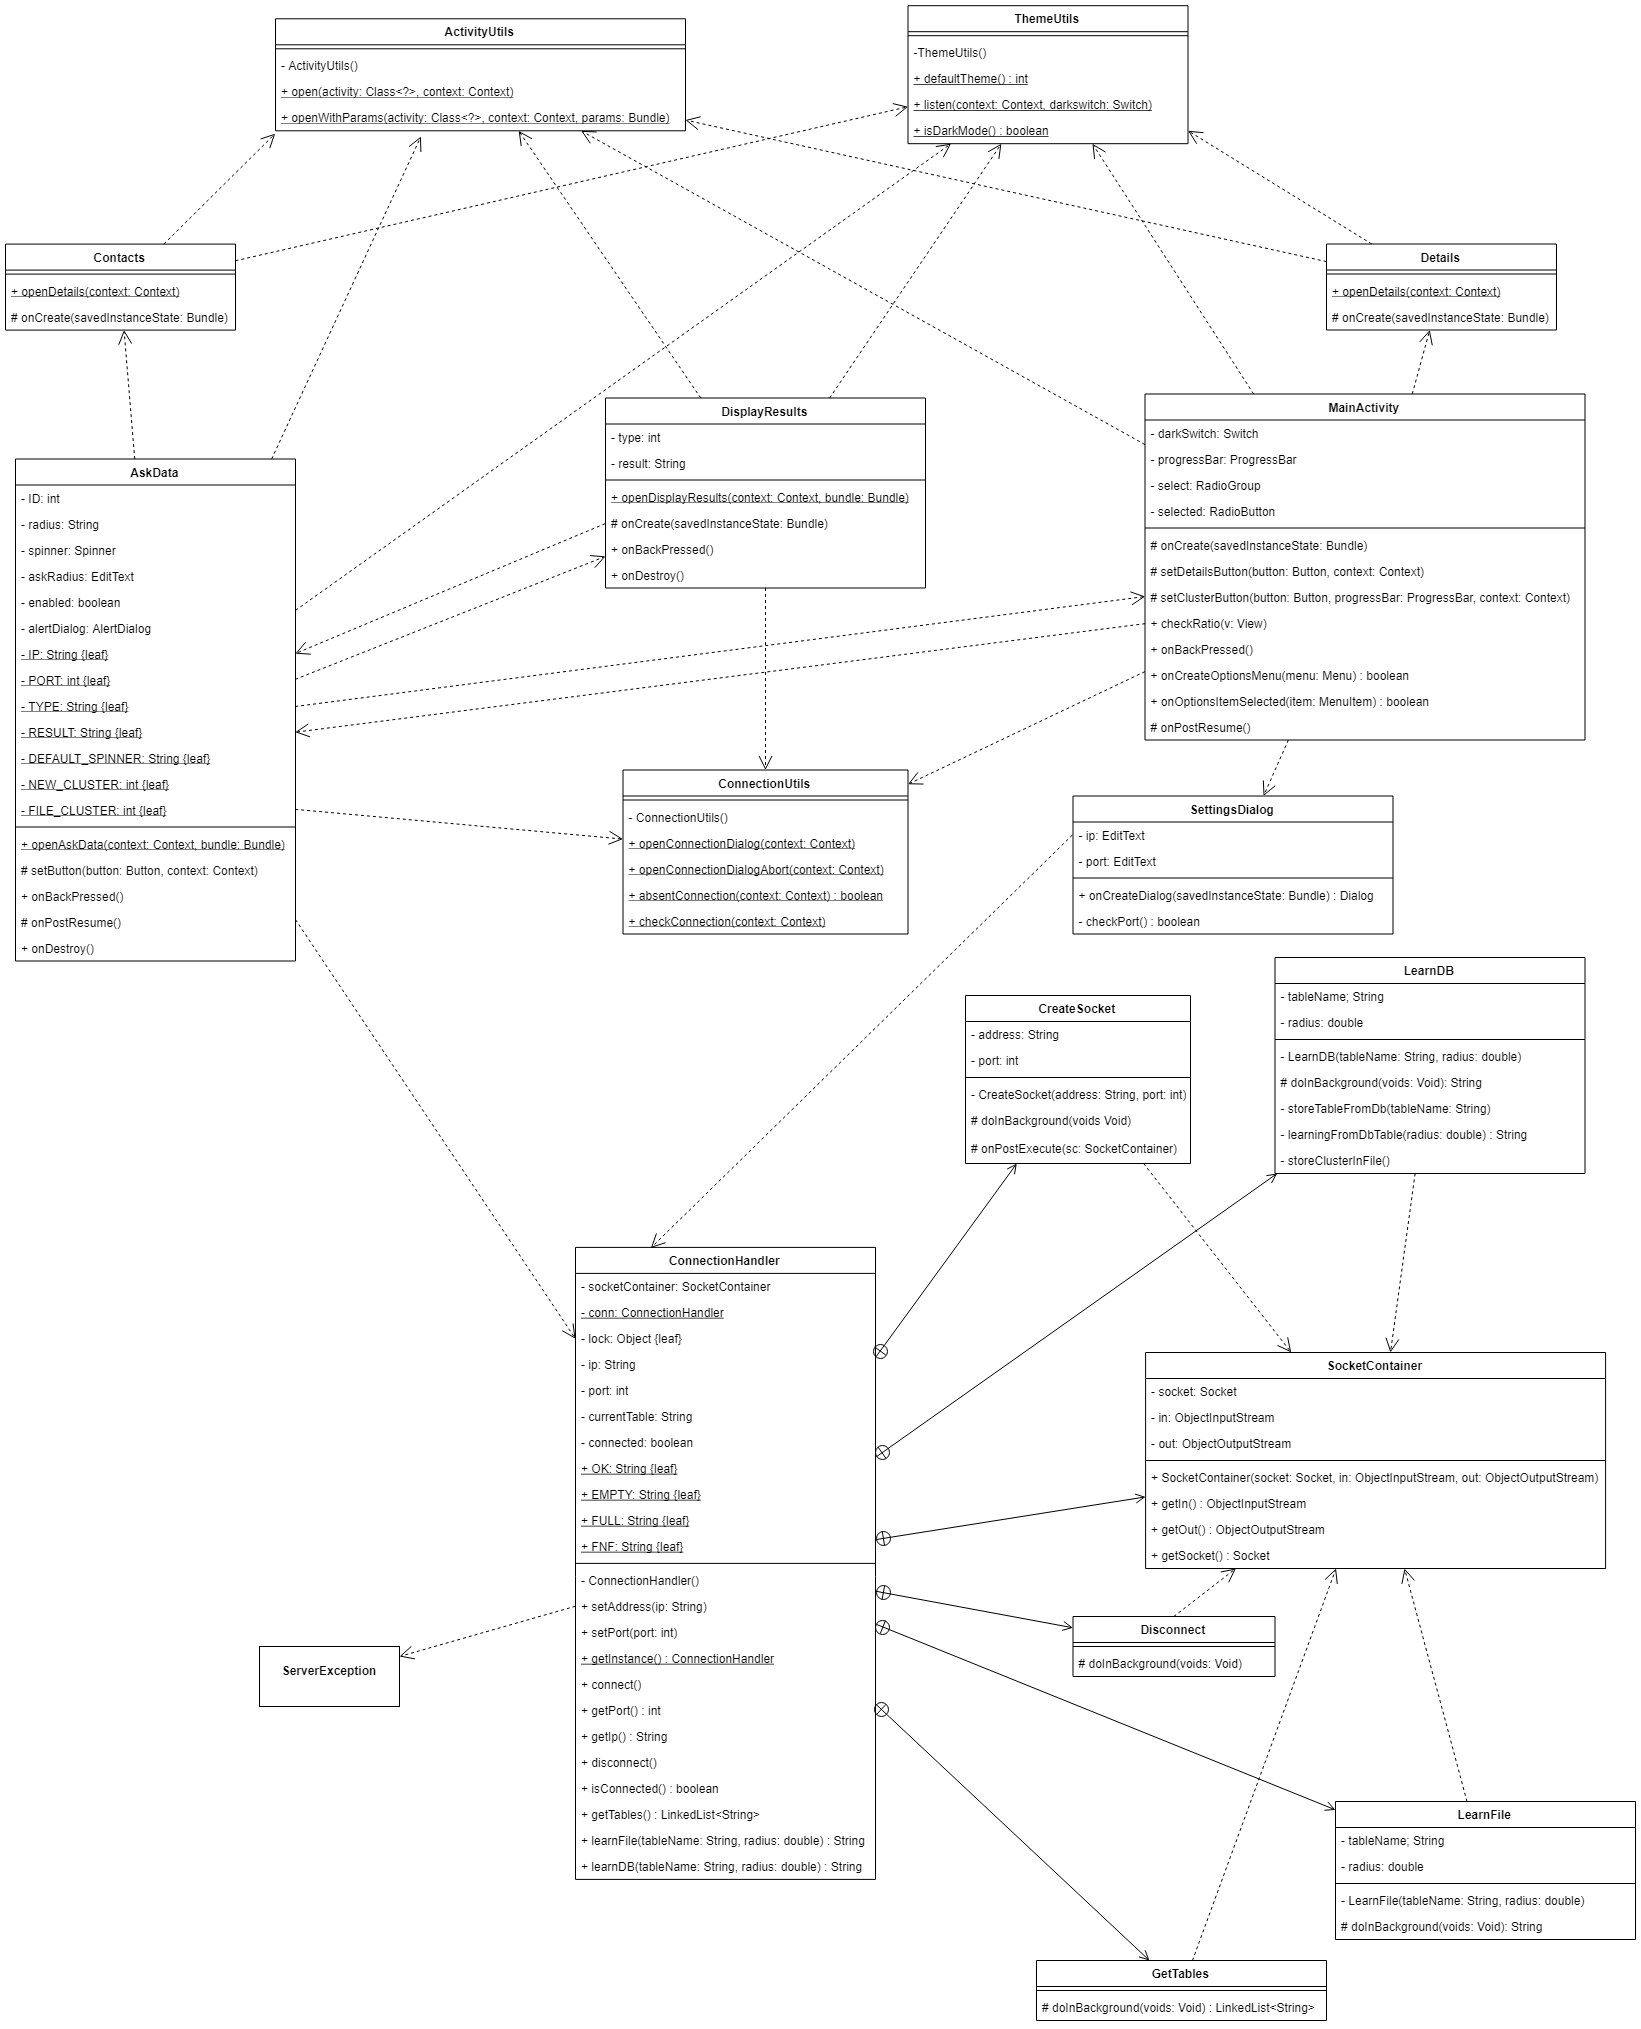 ActivityUtils
- ActivityUtils()
+ open(activity: Class<?>, context: Context)
+ openWithParams(activity: Class<?>, context: Context, params: Bundle)
ThemeUtils
-ThemeUtils()
+ defaultTheme() : int
+ listen(context: Context, darkswitch: Switch)
+ isDarkMode() : boolean
Contacts
+ openDetails(context: Context)
# onCreate(savedInstanceState: Bundle)
Details
+ openDetails(context: Context)
# onCreate(savedInstanceState: Bundle)
AskData
- ID: int
- radius: String
- spinner: Spinner
- askRadius: EditText
- enabled: boolean
- alertDialog: AlertDialog
- IP: String {leaf}
- PORT: int {leaf}
- TYPE: String {leaf}
- RESULT: String {leaf}
- DEFAULT_SPINNER: String {leaf}
- NEW_CLUSTER: int {leaf}
- FILE_CLUSTER: int {leaf}
+ openAskData(context: Context, bundle: Bundle)
# setButton(button: Button, context: Context)
+ onBackPressed()
# onPostResume()
+ onDestroy()
DisplayResults
- type: int
- result: String
+ openDisplayResults(context: Context, bundle: Bundle)
# onCreate(savedInstanceState: Bundle)
+ onBackPressed()
+ onDestroy()
MainActivity
- darkSwitch: Switch
- progressBar: ProgressBar
- select: RadioGroup
- selected: RadioButton
# onCreate(savedInstanceState: Bundle)
# setDetailsButton(button: Button, context: Context)
# setClusterButton(button: Button, progressBar: ProgressBar, context: Context)
+ checkRatio(v: View)
+ onBackPressed()
+ onCreateOptionsMenu(menu: Menu) : boolean
+ onOptionsItemSelected(item: MenuItem) : boolean
# onPostResume()
ConnectionUtils
- ConnectionUtils()
+ openConnectionDialog(context: Context)
+ openConnectionDialogAbort(context: Context)
+ absentConnection(context: Context) : boolean
+ checkConnection(context: Context)
SettingsDialog
- ip: EditText
- port: EditText
+ onCreateDialog(savedInstanceState: Bundle) : Dialog
- checkPort() : boolean
CreateSocket
- address: String
- port: int
- CreateSocket(address: String, port: int)
# doInBackground(voids Void)
# onPostExecute(sc: SocketContainer)
LearnDB
- tableName; String
- radius: double
- LearnDB(tableName: String, radius: double)
# doInBackground(voids: Void): String
- storeTableFromDb(tableName: String)
- learningFromDbTable(radius: double) : String
- storeClusterInFile()
ConnectionHandler
- socketContainer: SocketContainer
- conn: ConnectionHandler
- lock: Object {leaf}
- ip: String
- port: int
- currentTable: String
- connected: boolean
+ OK: String {leaf}
+ EMPTY: String {leaf}
+ FULL: String {leaf}
+ FNF: String {leaf}
- ConnectionHandler()
+ setAddress(ip: String)
+ setPort(port: int)
+ getInstance() : ConnectionHandler
+ connect()
+ getPort() : int
+ getIp() : String
+ disconnect()
+ isConnected() : boolean
+ getTables() : LinkedList<String>
+ learnFile(tableName: String, radius: double) : String
+ learnDB(tableName: String, radius: double) : String
SocketContainer
- socket: Socket
- in: ObjectInputStream
- out: ObjectOutputStream
+ SocketContainer(socket: Socket, in: ObjectInputStream, out: ObjectOutputStream)
+ getIn() : ObjectInputStream
+ getOut() : ObjectOutputStream
+ getSocket() : Socket
Disconnect
# doInBackground(voids: Void)
ServerException
LearnFile
- tableName; String
- radius: double
- LearnFile(tableName: String, radius: double)
# doInBackground(voids: Void): String
GetTables
# doInBackground(voids: Void) : LinkedList<String>